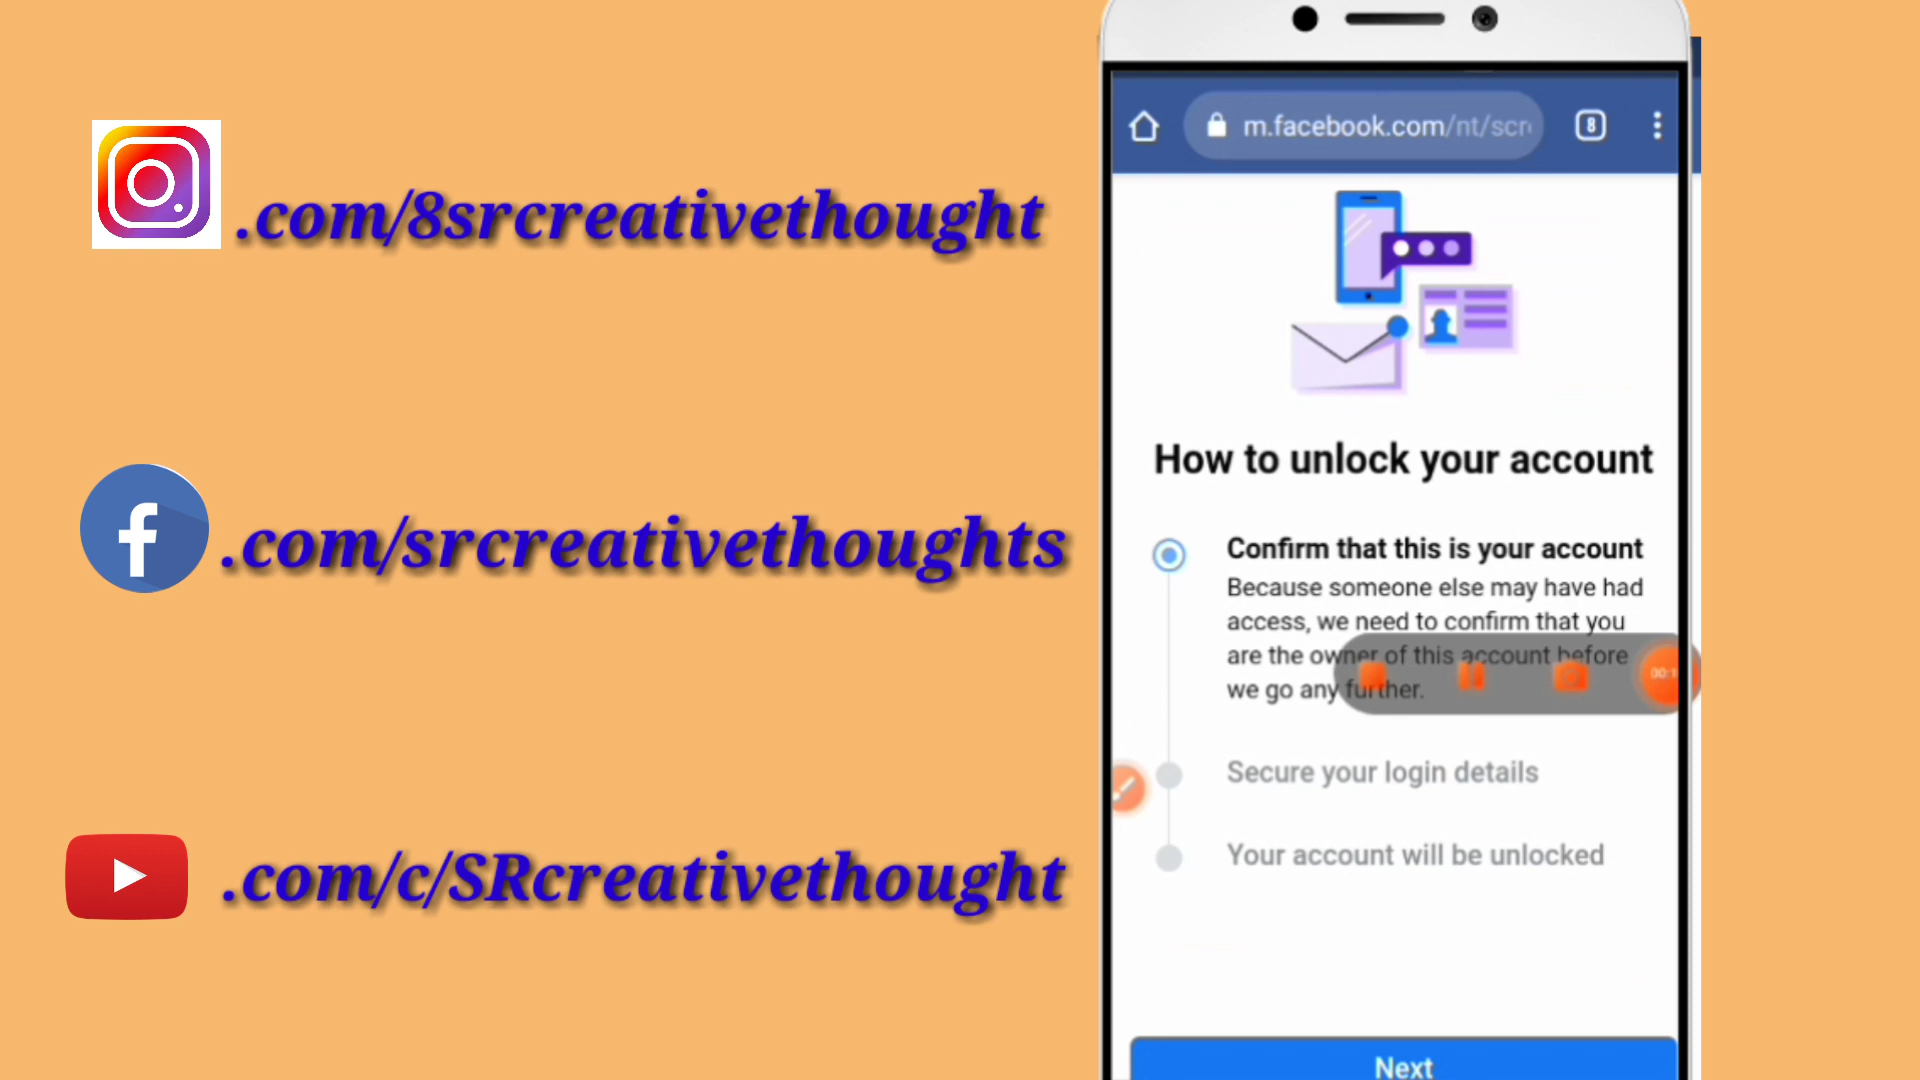 .com/8srcreativethought
.com/srcreativethoughts
.com/c/SRcreativethought
m.facebook.com/nt/scr
8
How to unlock your account
Confirm that this is your account
Because someone else may have had
access, we need to confirm that you
are the owner of this account before
we go any further.
00:1
Secure your login details
Your account will be unlocked
Next